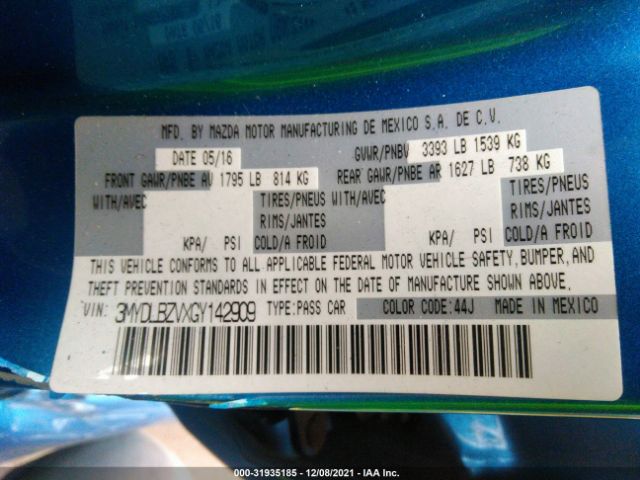 MFD. BY MAZDA MOTOR MANUFACTURING DE MEXICO S.A. DE C.V.
DATE 05/16 GVWR/PNBV 3393 LB 1539 KG
FRONT GAWR/PNBE AV 1795 LB 814 KG REAR GAWR/PNBE AR 1627 LB 738 KG
WITH/AVEC TIRES/PNEUS WITH/AVEC TIRES/PNEUS
RIMS/JANTES RIMS/JANTES
KPA/ PSI COLD/A FROID KPA/ PSI COLD/A FROID
THIS VEHICLE CONFORMS TO ALL APPLICABLE FEDERAL MOTOR VEHICLE SAFETY, BUMPER, AND
THEFT PREVENTION STANDARDS IN EFFECT ON THE DATE OF MANUFACTURE SHOWN ABOVE.
VIN: 3MYDLBZVXGY142909 TYPE:PASS CAR COLOR CODE:44J MADE IN MEXICO
000-31935185 - 12/08/2021 - IAA Inc.